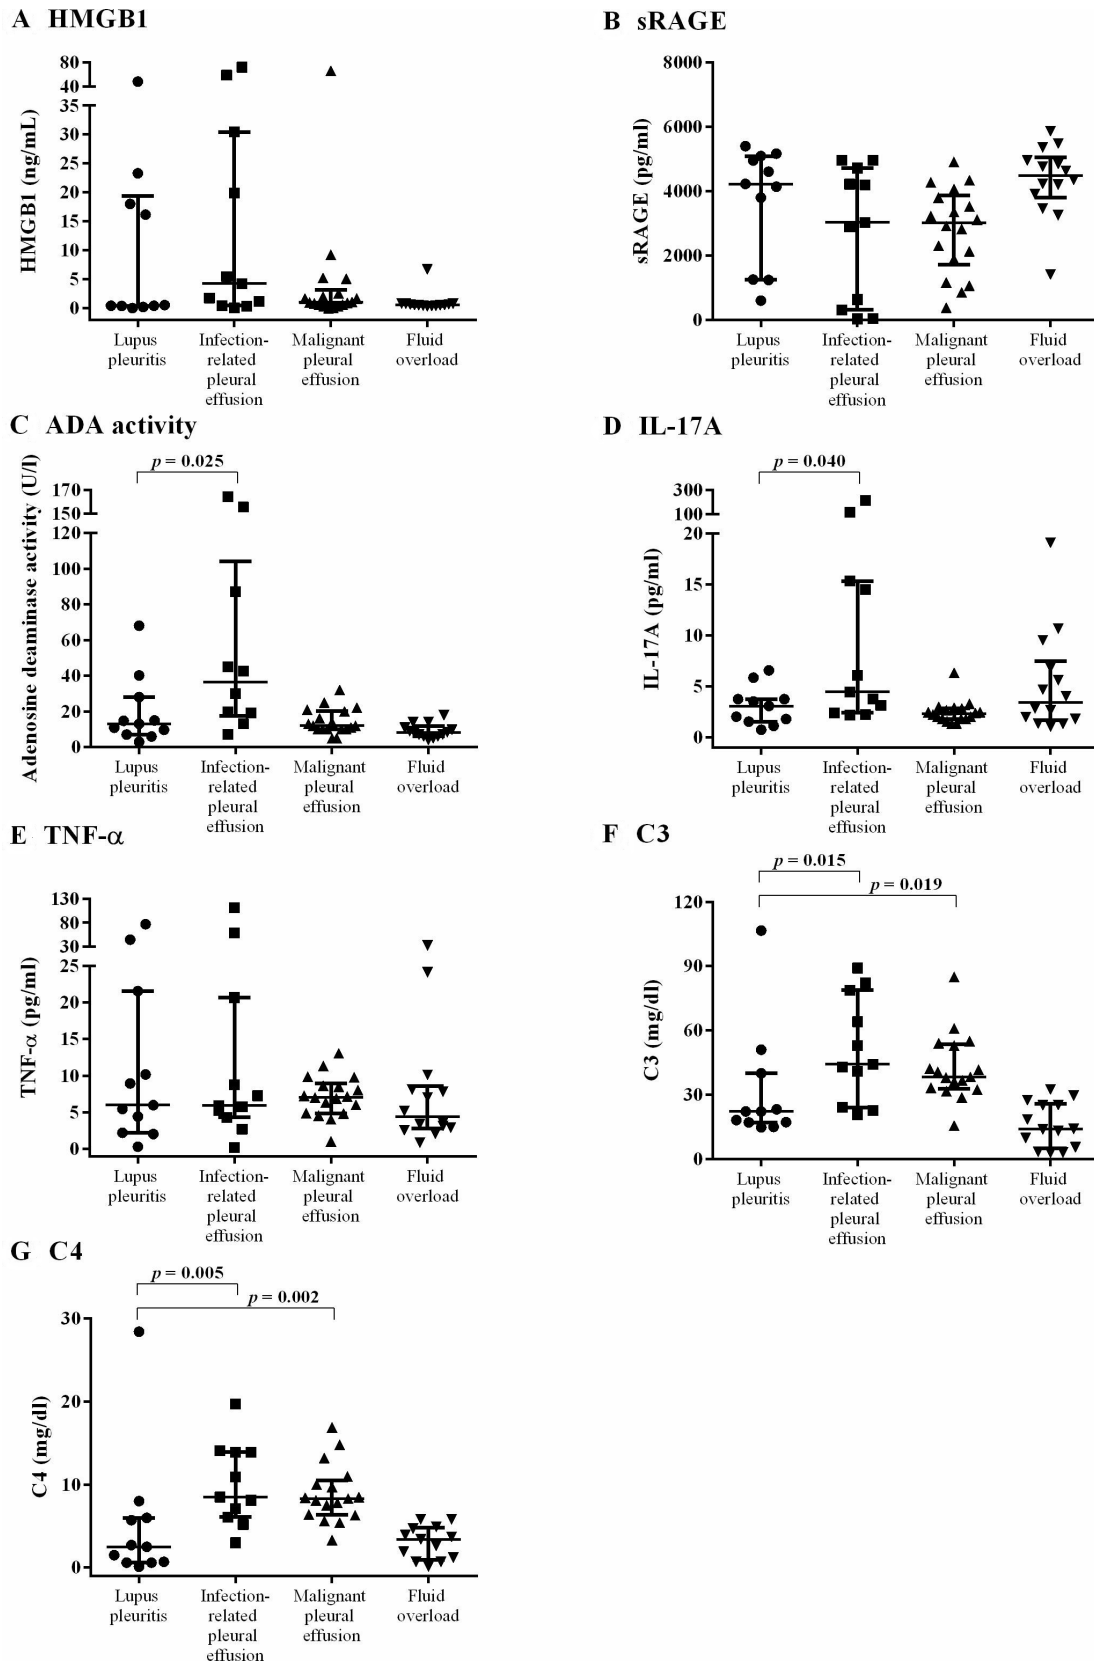 A HMGB1
HMGB1 (ng/mL)
80
40
35
30
25
20
15
10
5
0
Lupus pleuritis
Infection-related pleural effusion
Malignant pleural effusion
Fluid overload
B sRAGE
sRAGE (pg/ml)
8000
6000
4000
2000
0
Lupus pleuritis
Infection-related pleural effusion
Malignant pleural effusion
Fluid overload
C ADA activity
p = 0.025
Adenosine deaminase activity (U/l)
170
150
120
100
80
60
40
20
0
Lupus pleuritis
Infection-related pleural effusion
Malignant pleural effusion
Fluid overload
D IL-17A
p = 0.040
IL-17A (pg/ml)
300
100
20
15
10
5
0
Lupus pleuritis
Infection-related pleural effusion
Malignant pleural effusion
Fluid overload
E TNF-α
TNF-α (pg/ml)
130
80
30
25
20
15
10
5
0
Lupus pleuritis
Infection-related pleural effusion
Malignant pleural effusion
Fluid overload
F C3
p = 0.015
p = 0.019
C3 (mg/dl)
120
90
60
30
0
Lupus pleuritis
Infection-related pleural effusion
Malignant pleural effusion
Fluid overload
G C4
p = 0.005
p = 0.002
C4 (mg/dl)
30
20
10
0
Lupus pleuritis
Infection-related pleural effusion
Malignant pleural effusion
Fluid overload